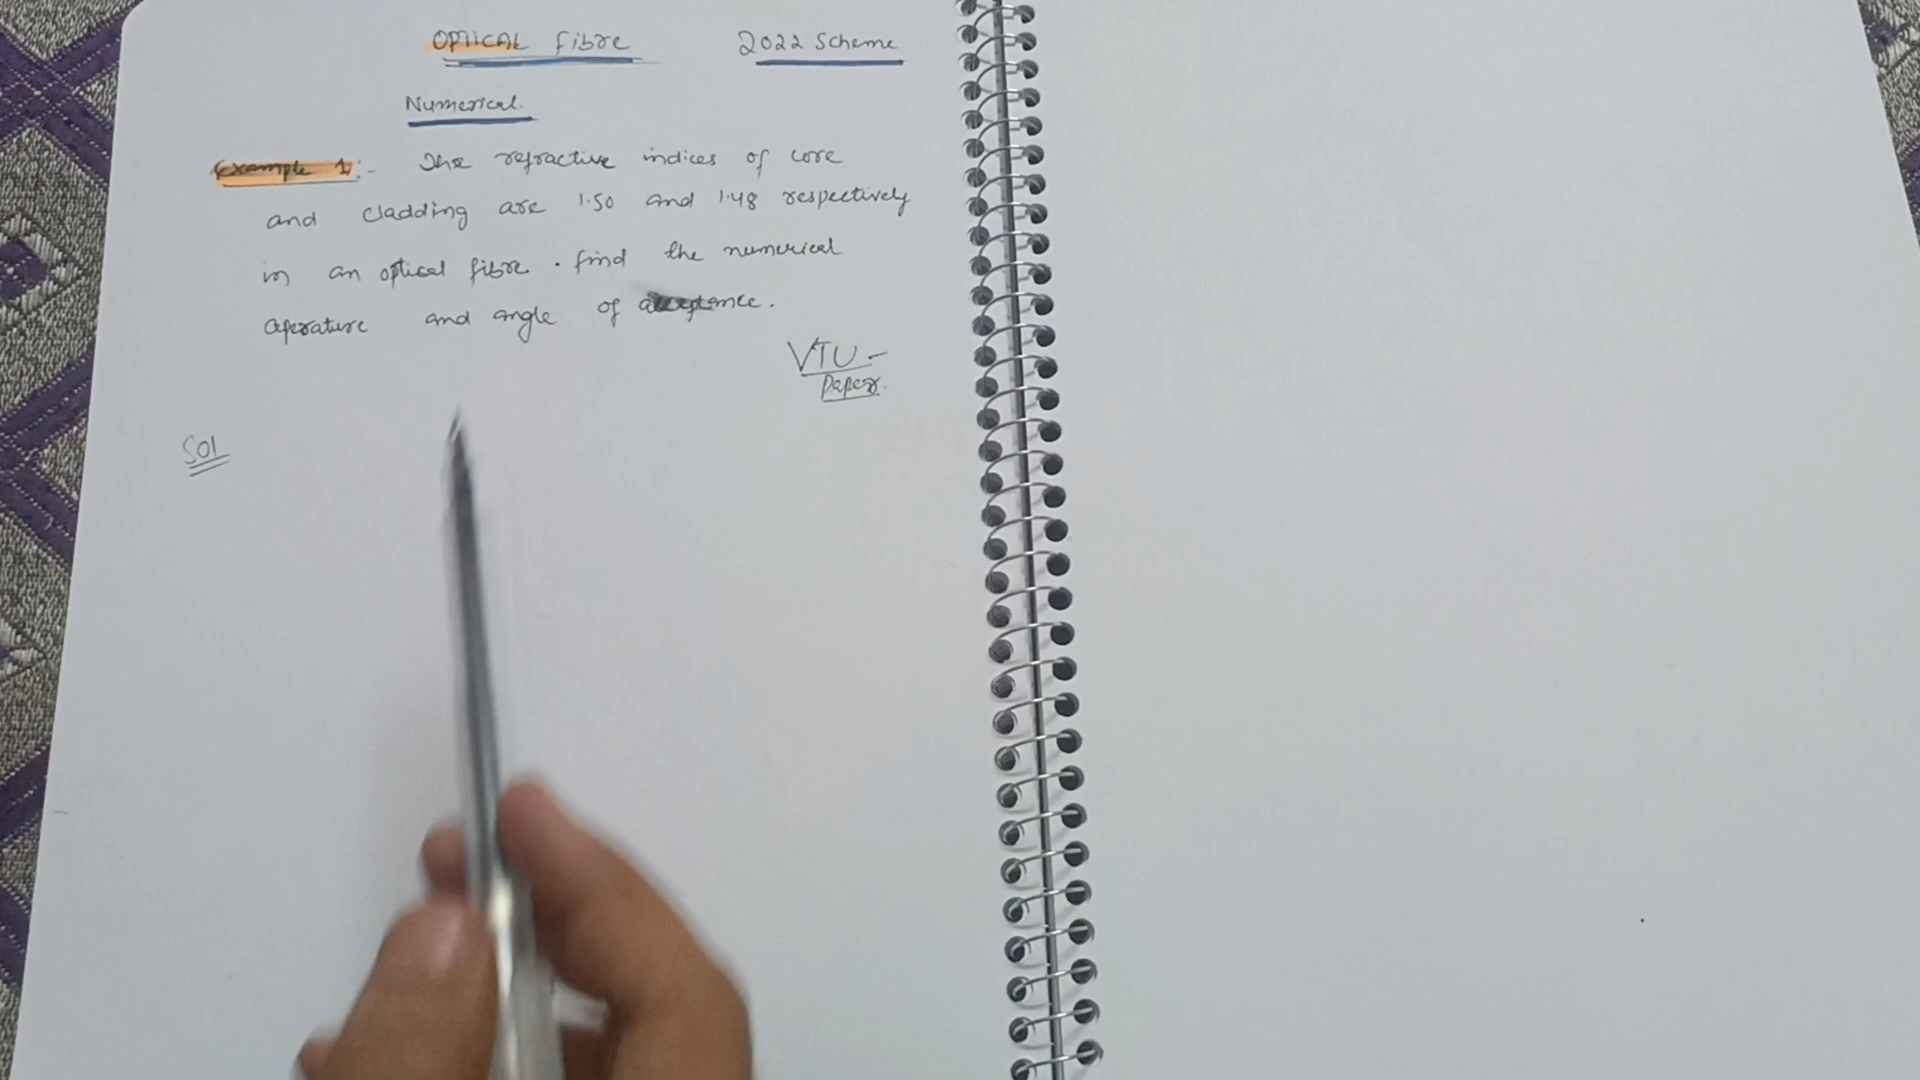 OPTICAL fibre 2022 Scheme
Numerical.
Example 1:- The refractive indices of core
and cladding are 1.50 and 1.48 respectively
in an optical fibre. find the numerical
aperature and angle of acceptance.
VTU -
Paper.
Sol